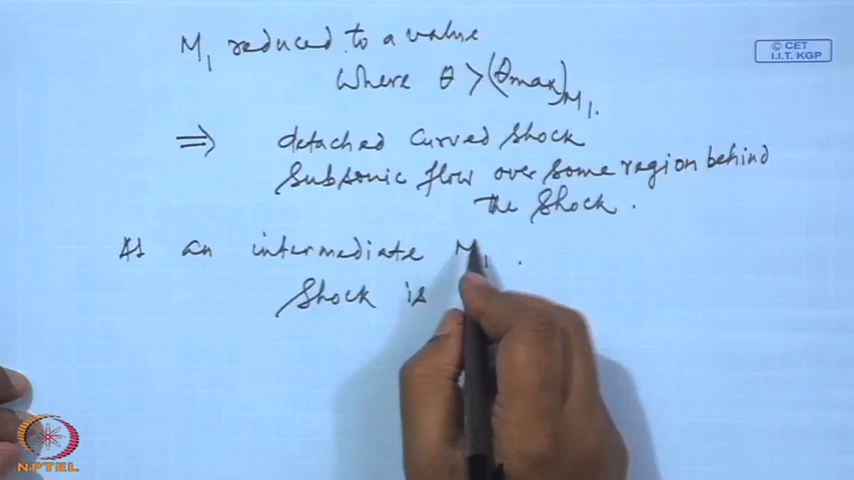 M1 reduced to a value
© CET
I.I.T. KGP
where θ > (θmax)M1.
⇒ detached curved shock
subsonic flow over some region behind
the shock.
As an intermediate M1 .
shock is
NPTEL